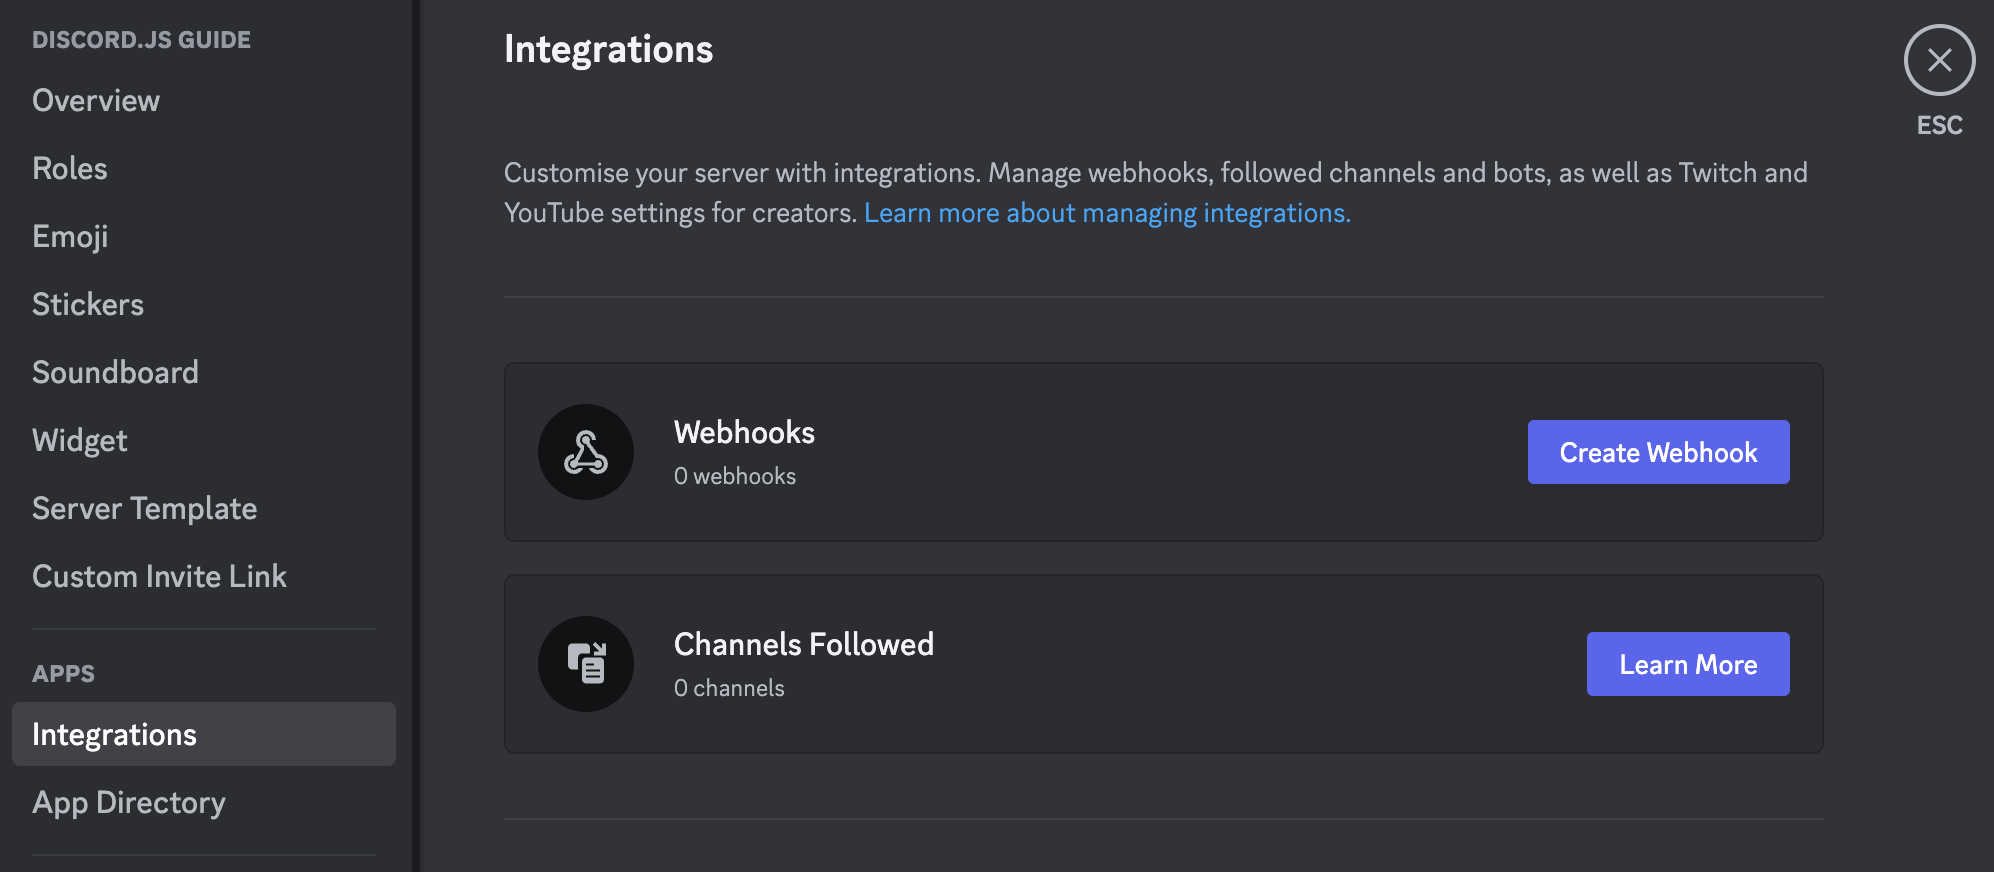 DISCORD.JS GUIDE
Overview
Roles
Emoji
Stickers
Soundboard
Widget
Server Template
Custom Invite Link
APPS
Integrations
App Directory
Integrations
Customise your server with integrations. Manage webhooks, followed channels and bots, as well as Twitch and
YouTube settings for creators. Learn more about managing integrations.
Webhooks
0 webhooks
Create Webhook
Channels Followed
0 channels
Learn More
ESC